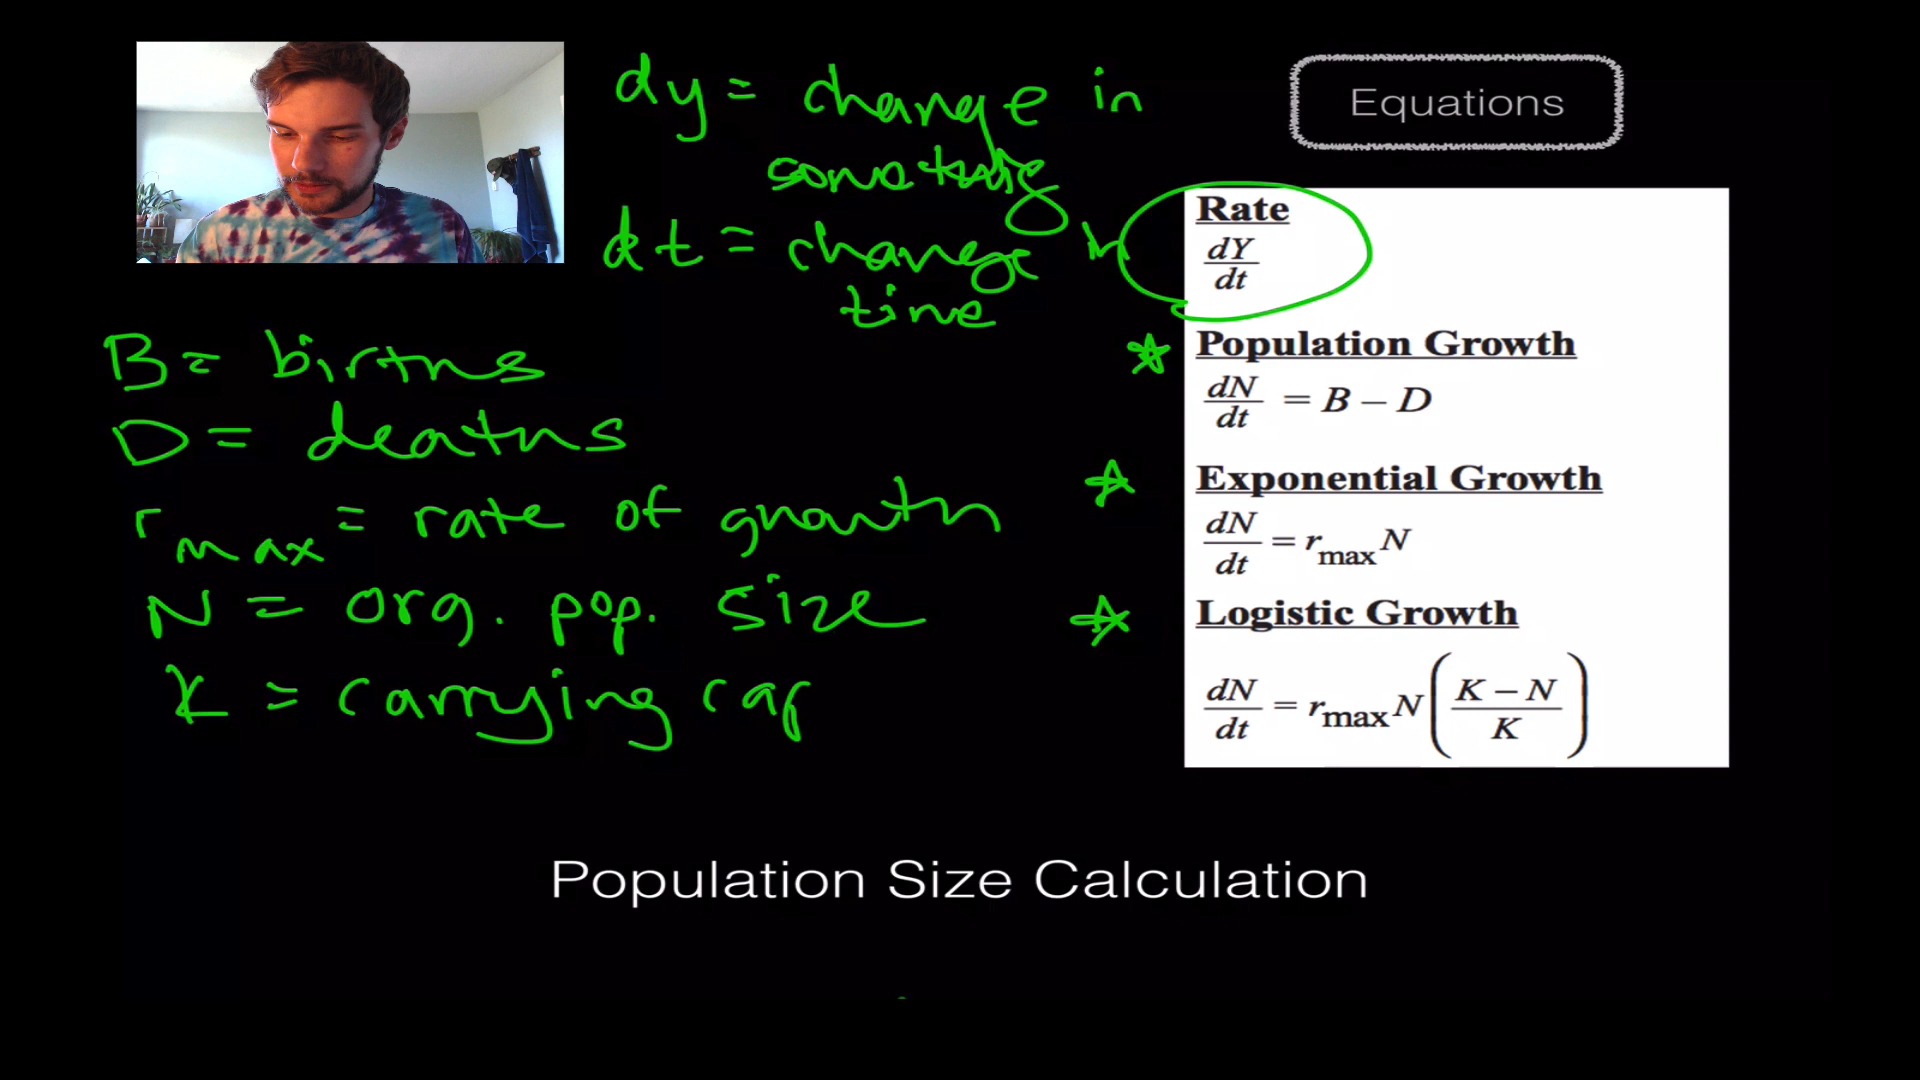 dy = change in
something
dt = change in
time
B = births
D = deaths
r max = rate of growth
N = org. pop. size
K = carrying cap
Equations
Rate
dY
dt
Population Growth
dN
dt
= B – D
Exponential Growth
dN
dt
= rmax N
Logistic Growth
dN
dt
= rmax N ( K – N
K )
Population Size Calculation